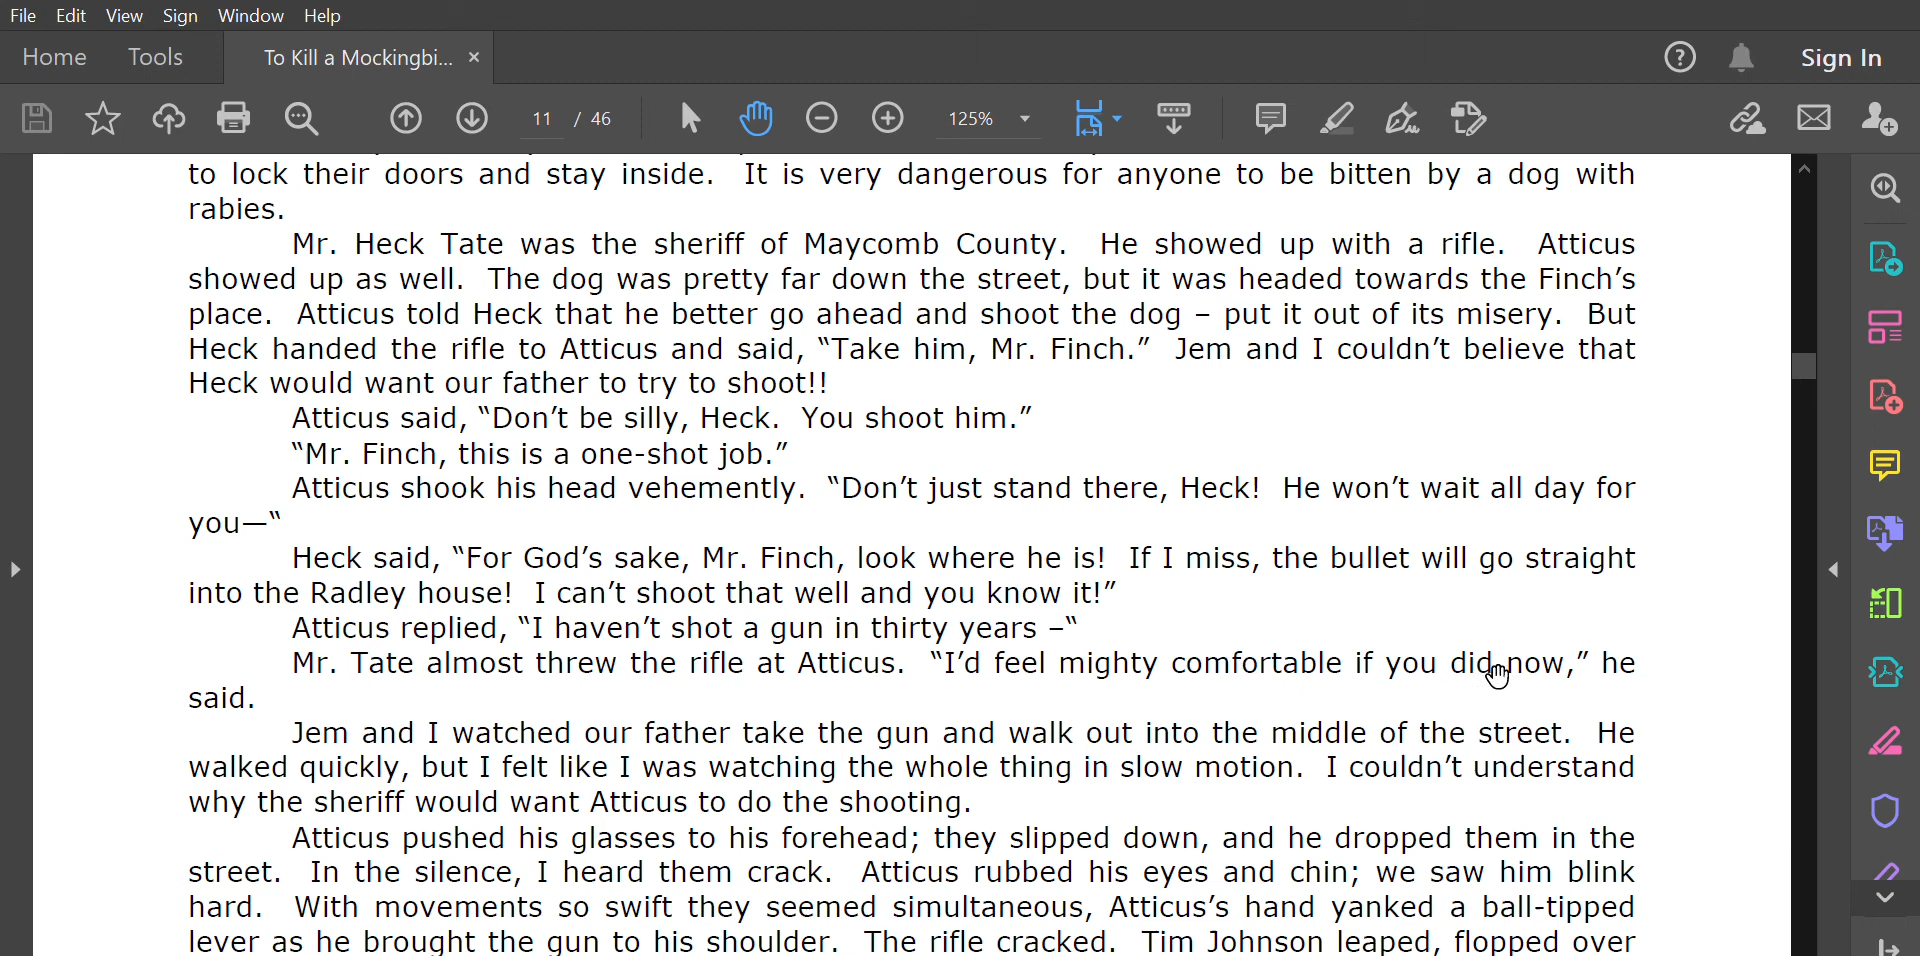 File Edit View Sign Window Help
Home Tools To Kill a Mockingbi... × Sign In
11 / 46 125%
to lock their doors and stay inside. It is very dangerous for anyone to be bitten by a dog with
rabies.
Mr. Heck Tate was the sheriff of Maycomb County. He showed up with a rifle. Atticus
showed up as well. The dog was pretty far down the street, but it was headed towards the Finch’s
place. Atticus told Heck that he better go ahead and shoot the dog – put it out of its misery. But
Heck handed the rifle to Atticus and said, “Take him, Mr. Finch.” Jem and I couldn’t believe that
Heck would want our father to try to shoot!!
Atticus said, “Don’t be silly, Heck. You shoot him.”
“Mr. Finch, this is a one-shot job.”
Atticus shook his head vehemently. “Don’t just stand there, Heck! He won’t wait all day for
you—“
Heck said, “For God’s sake, Mr. Finch, look where he is! If I miss, the bullet will go straight
into the Radley house! I can’t shoot that well and you know it!”
Atticus replied, “I haven’t shot a gun in thirty years –“
Mr. Tate almost threw the rifle at Atticus. “I’d feel mighty comfortable if you did now,” he
said.
Jem and I watched our father take the gun and walk out into the middle of the street. He
walked quickly, but I felt like I was watching the whole thing in slow motion. I couldn’t understand
why the sheriff would want Atticus to do the shooting.
Atticus pushed his glasses to his forehead; they slipped down, and he dropped them in the
street. In the silence, I heard them crack. Atticus rubbed his eyes and chin; we saw him blink
hard. With movements so swift they seemed simultaneous, Atticus’s hand yanked a ball-tipped
lever as he brought the gun to his shoulder. The rifle cracked. Tim Johnson leaped, flopped over